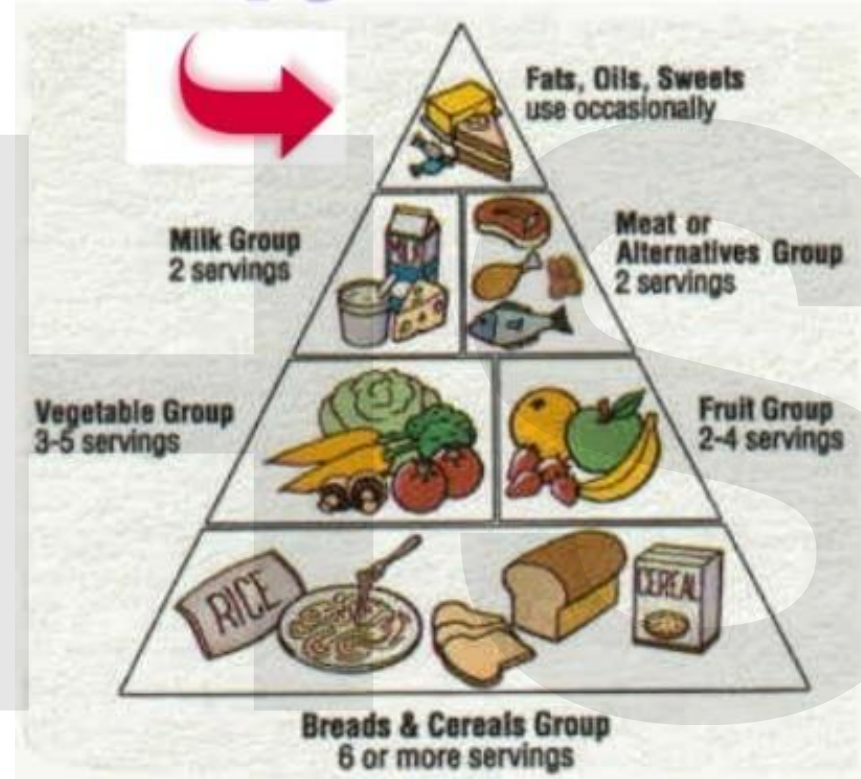 Fats, Oils, Sweets
use occasionally
Milk Group
2 servings
Meat or
Alternatives Group
2 servings
MILK
Vegetable Group
3-5 servings
Fruit Group
2-4 servings
RICE
CEREAL
Breads & Cereals Group
6 or more servings